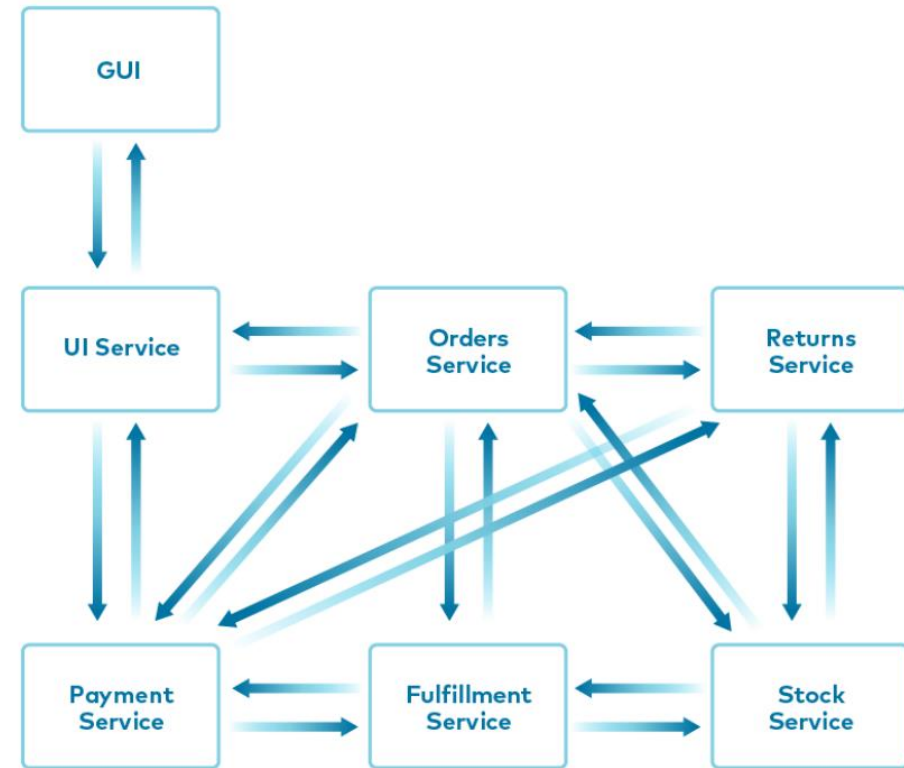 GUI
UI Service
Orders
Service
Returns
Service
Payment
Service
Fulfillment
Service
Stock
Service